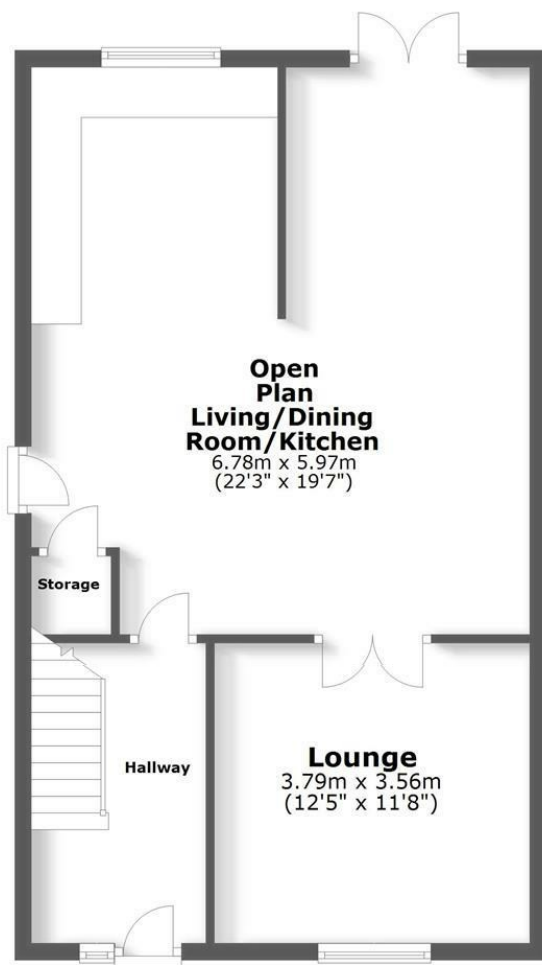 Open
Plan
Living/Dining
Room/Kitchen
6.78m x 5.97m
(22'3" x 19'7")
Storage
Hallway
Lounge
3.79m x 3.56m
(12'5" x 11'8")